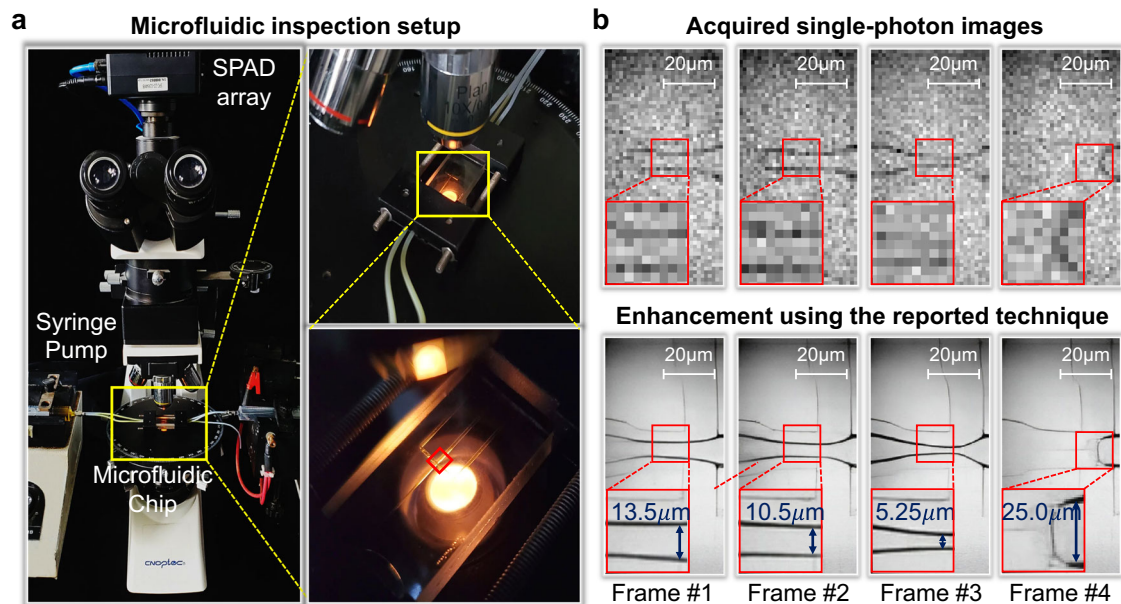 a
Microfluidic inspection setup
SPAD
array
Syringe
Pump
Microfluidic
Chip
CNOPTEC
Plan
b
Acquired single-photon images
20μm
20μm
20μm
20μm
Enhancement using the reported technique
20μm
20μm
20μm
20μm
13.5μm
10.5μm
5.25μm
25.0μm
Frame #1
Frame #2
Frame #3
Frame #4